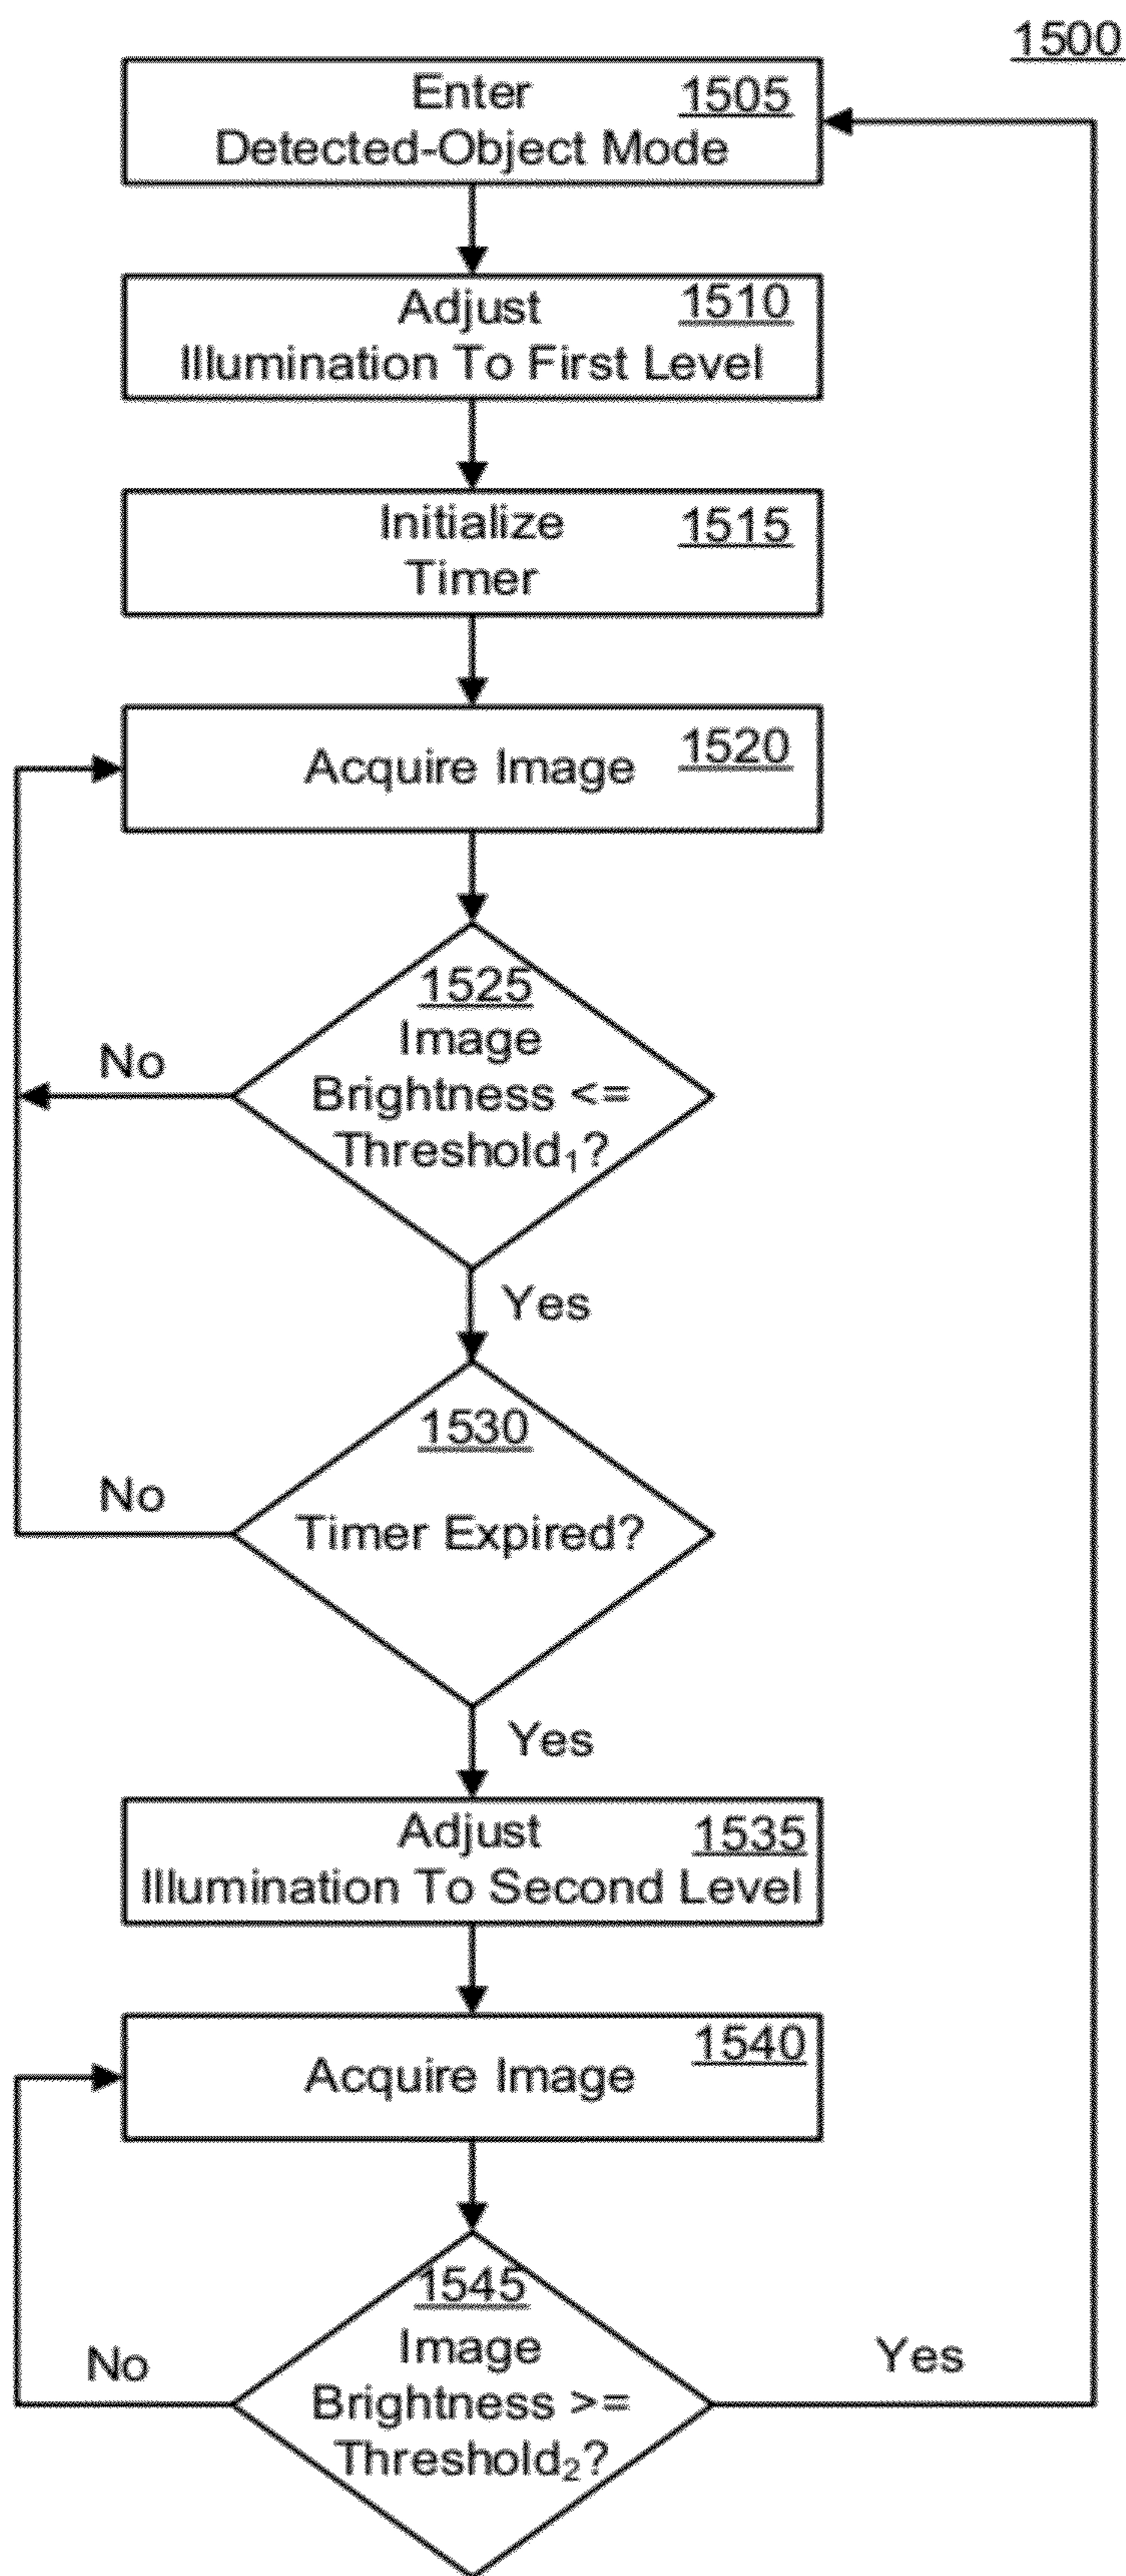 1500
Enter 1505
Detected-Object Mode
Adjust 1510
Illumination To First Level
Initialize 1515
Timer
Acquire Image 1520
1525
Image
Brightness <=
Threshold₁?
No
Yes
1530
Timer Expired?
No
Yes
Adjust 1535
Illumination To Second Level
Acquire Image 1540
1545
Image
Brightness >=
Threshold₂?
No
Yes